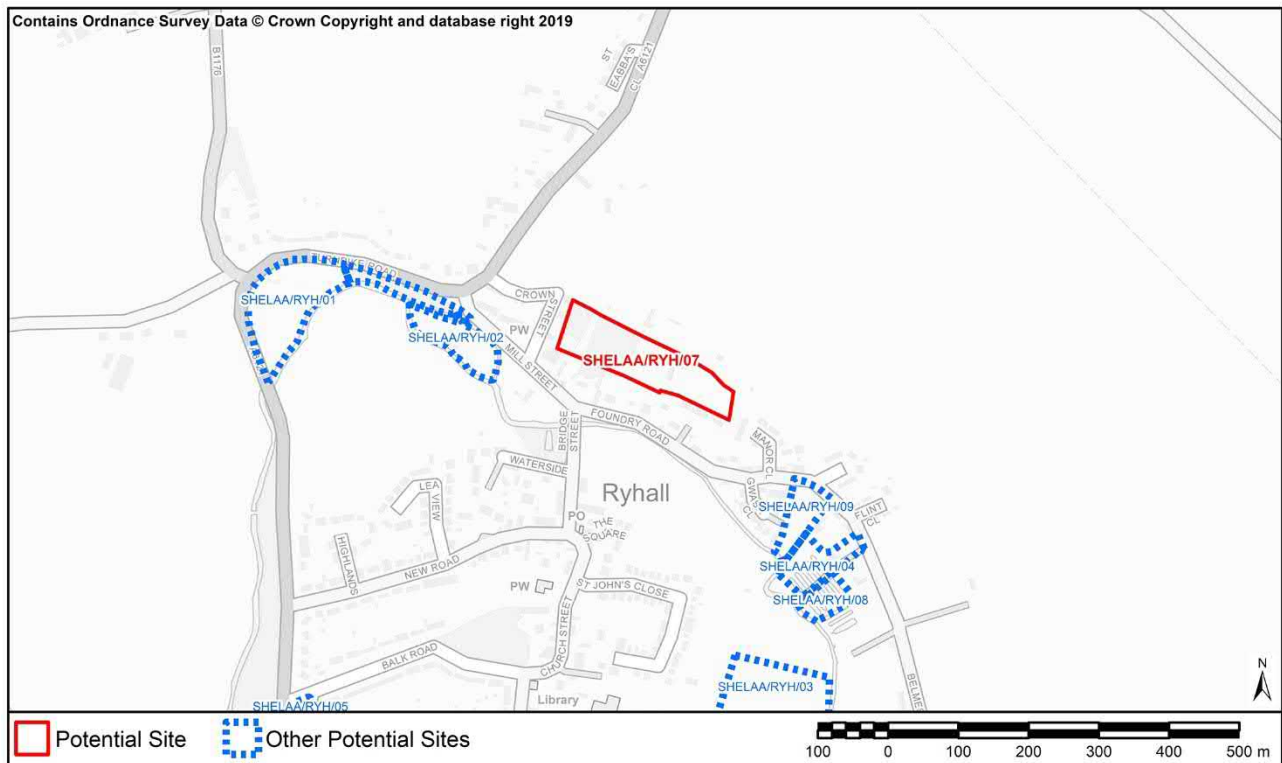 Contains Ordnance Survey Data © Crown Copyright and database right 2019
B1176
ST
EABBA'S
CL
A6121
SHELAA/RYH/01
CROWN
STREET
PW
SHELAA/RYH/02
MILL STREET
SHELAA/RYH/07
FOUNDRY ROAD
BRIDGE
STREET
MANOR CL
WATERSIDE
Ryhall
LEA
VIEW
SHELAA/RYH/09
FLINT
CL
PO
THE
SQUARE
HIGHLANDS
NEW ROAD
SHELAA/RYH/04
PW
ST JOHN'S CLOSE
SHELAA/RYH/08
CHURCH STREET
BALK ROAD
SHELAA/RYH/03
Library
SHELAA/RYH/05
N
Potential Site
Other Potential Sites
100 0 100 200 300 400 500 m